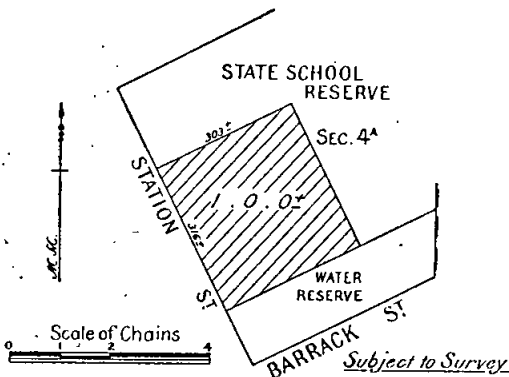 STATE SCHOOL
RESERVE
303±
SEC. 4ᴬ
STATION
1.0.0±
316±
ST.
WATER
RESERVE
Scale of Chains
0 2 4
BARRACK ST.
Subject to Survey